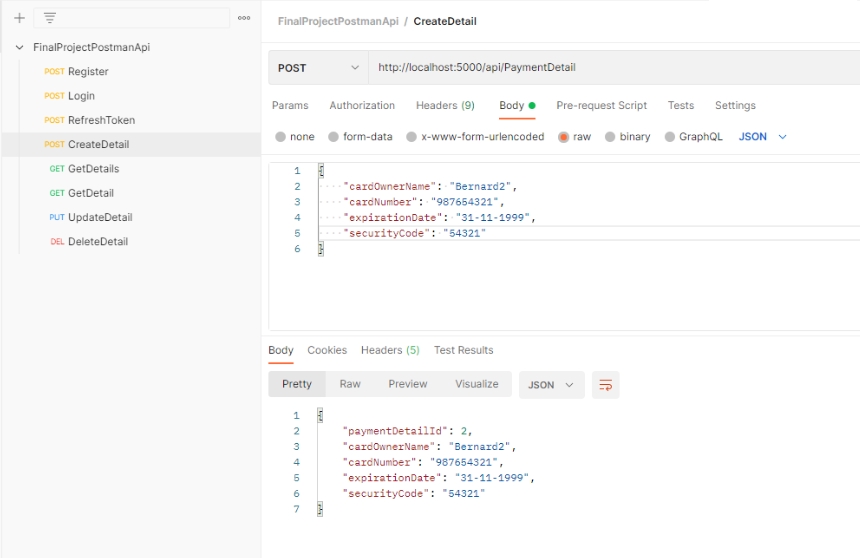 FinalProjectPostmanApi / CreateDetail
FinalProjectPostmanApi
POST Register
POST Login
POST RefreshToken
POST CreateDetail
GET GetDetails
GET GetDetail
PUT UpdateDetail
DEL DeleteDetail
POST http://localhost:5000/api/PaymentDetail
Params Authorization Headers (9) Body Pre-request Script Tests Settings
none form-data x-www-form-urlencoded raw binary GraphQL JSON
1 {
2 "cardOwnerName": "Bernard2",
3 "cardNumber": "987654321",
4 "expirationDate": "31-11-1999",
5 "securityCode": "54321"
6 }
Body Cookies Headers (5) Test Results
Pretty Raw Preview Visualize JSON
1 {
2 "paymentDetailId": 2,
3 "cardOwnerName": "Bernard2",
4 "cardNumber": "987654321",
5 "expirationDate": "31-11-1999",
6 "securityCode": "54321"
7 }